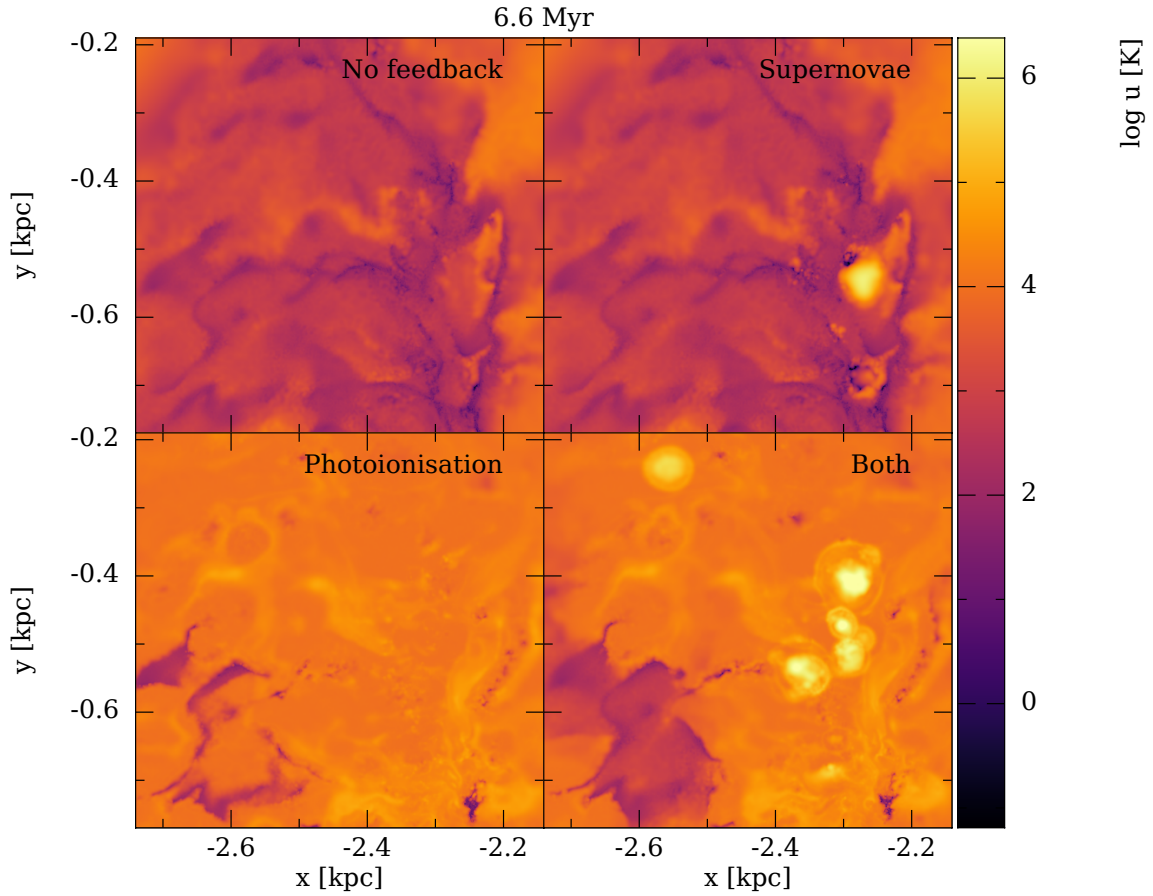 6.6 Myr
No feedback
Supernovae
Photoionisation
Both
-0.2
-0.4
-0.6
-0.2
-0.4
-0.6
y [kpc]
y [kpc]
-2.6
-2.4
-2.2
-2.6
-2.4
-2.2
x [kpc]
x [kpc]
6
4
2
0
log u [K]